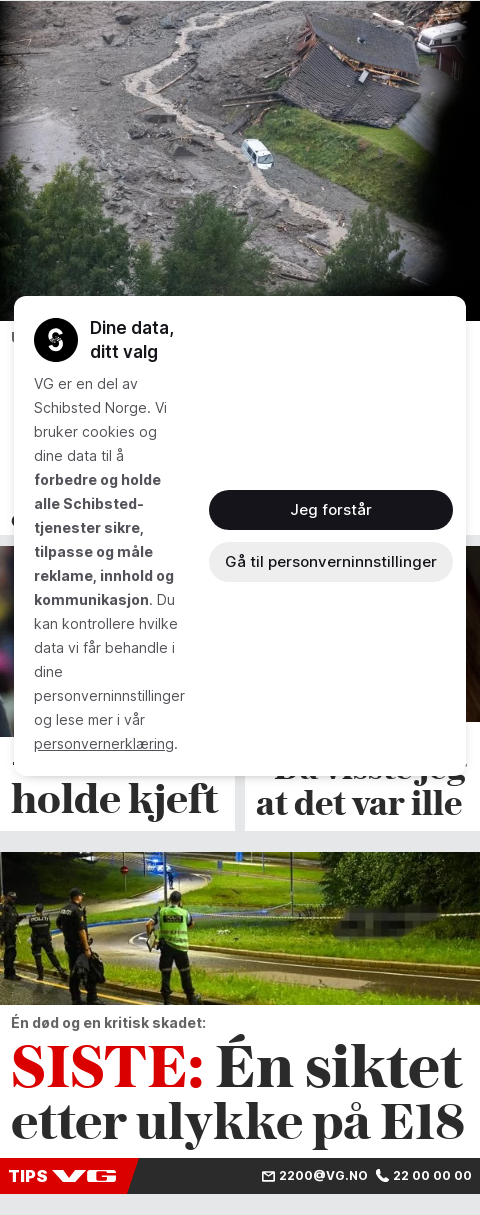 Dine data,
ditt valg
VG er en del av
Schibsted Norge. Vi
bruker cookies og
dine data til å
forbedre og holde
alle Schibsted-
tjenester sikre,
tilpasse og måle
reklame, innhold og
kommunikasjon. Du
kan kontrollere hvilke
data vi får behandle i
dine
personverninnstillinger
og lese mer i vår
personvernerklæring.
Jeg forstår
Gå til personverninnstillinger
holde kjeft
Da visste jeg
at det var ille
POLITI
Én død og en kritisk skadet:
SISTE: Én siktet
etter ulykke på E18
TIPS VG
2200@VG.NO 22 00 00 00